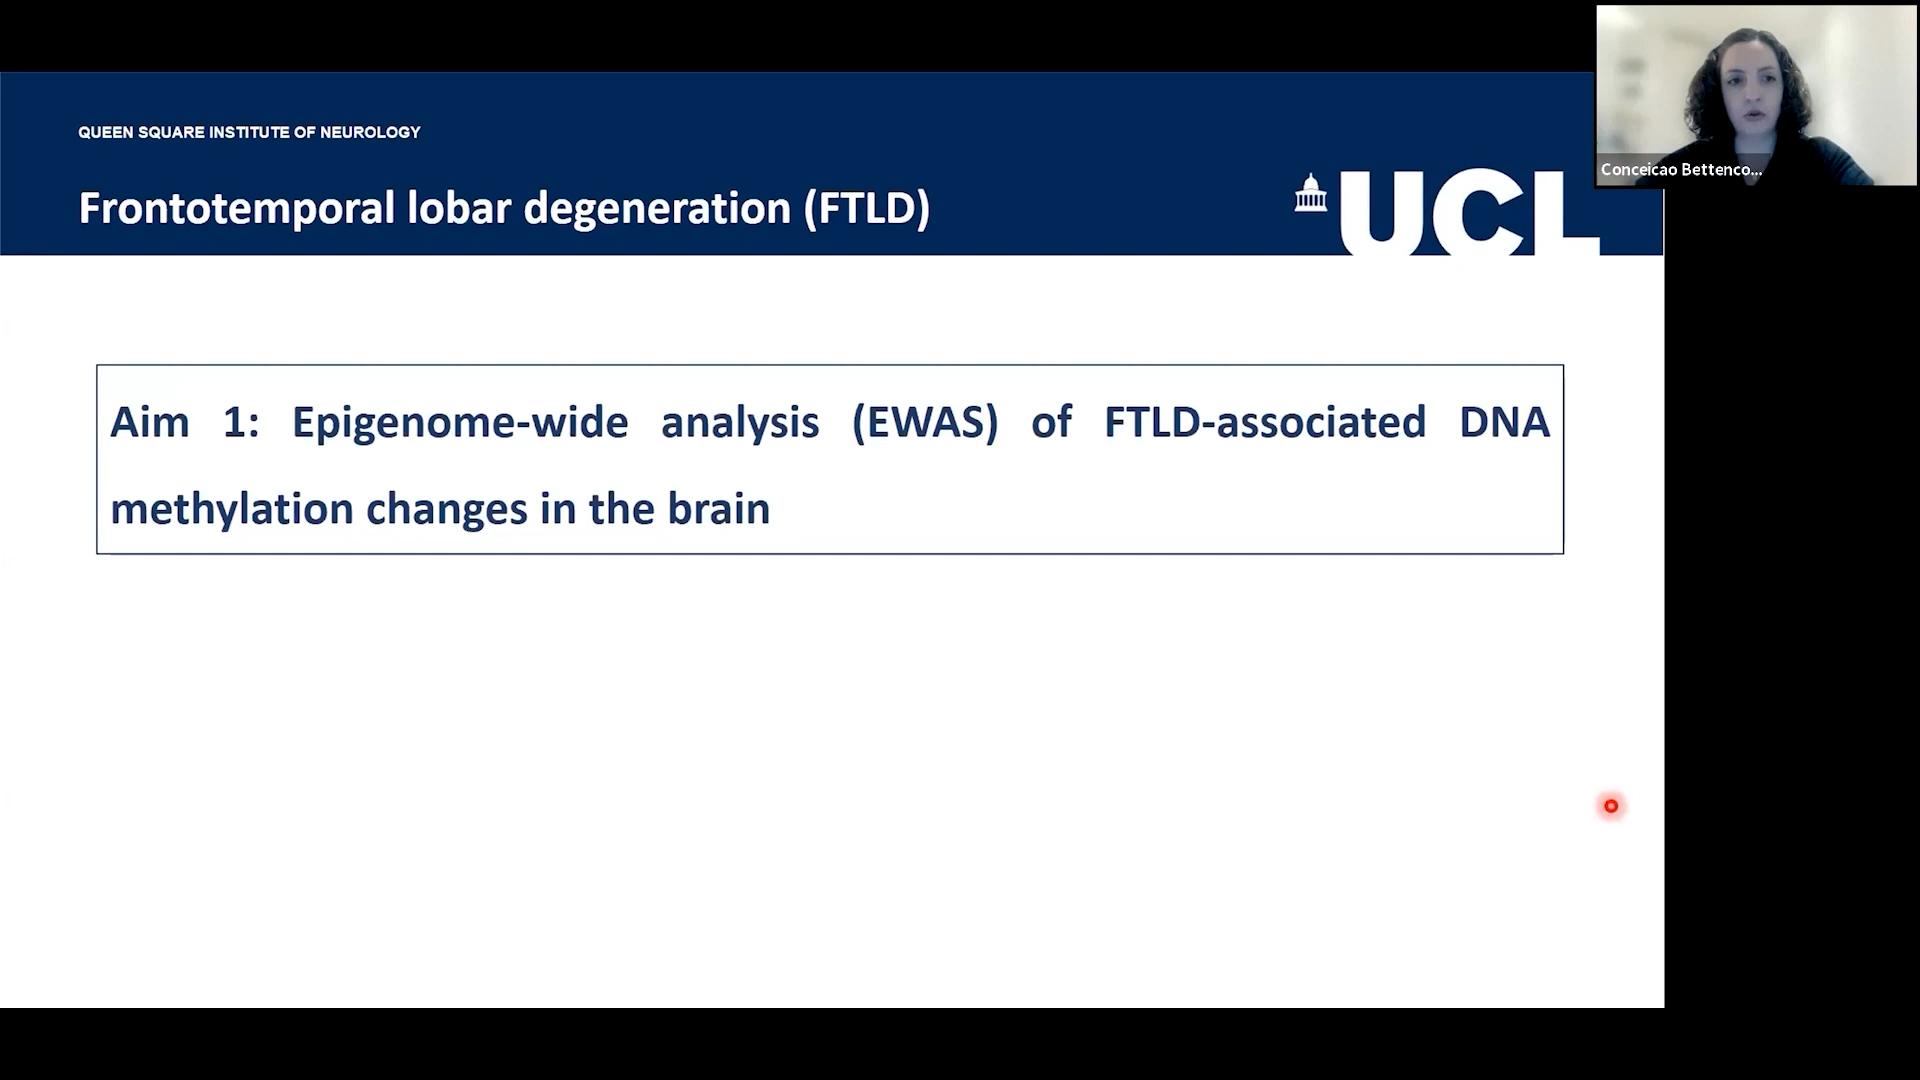 QUEEN SQUARE INSTITUTE OF NEUROLOGY
Frontotemporal lobar degeneration (FTLD)
UCL
Conceicao Bettenco...
Aim 1: Epigenome-wide analysis (EWAS) of FTLD-associated DNA
methylation changes in the brain